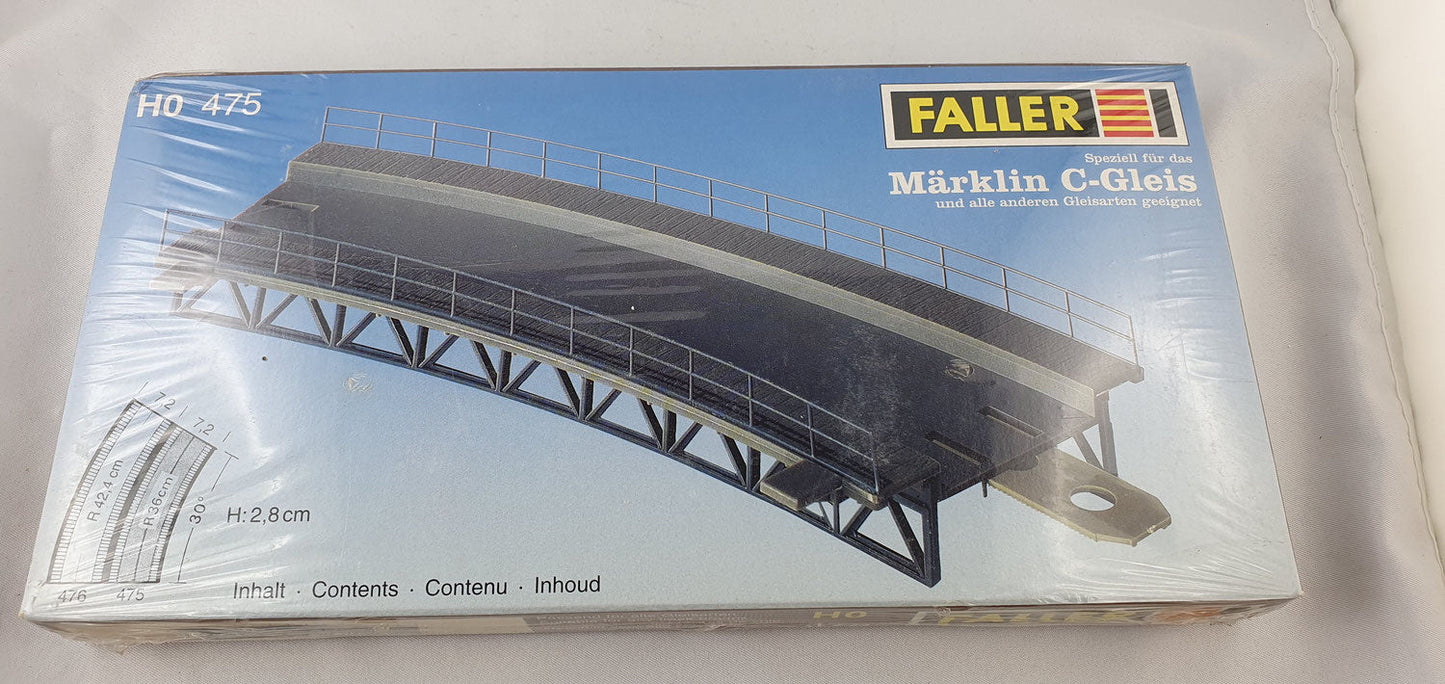 H0 475
FALLER
Speziell für das
Märklin C-Gleis
und alle anderen Gleisarten geeignet
7,2
7,2
R 42,4 cm
R 36 cm
30°
H: 2,8 cm
476
475
Inhalt · Contents · Contenu · Inhoud
H0
FALLER